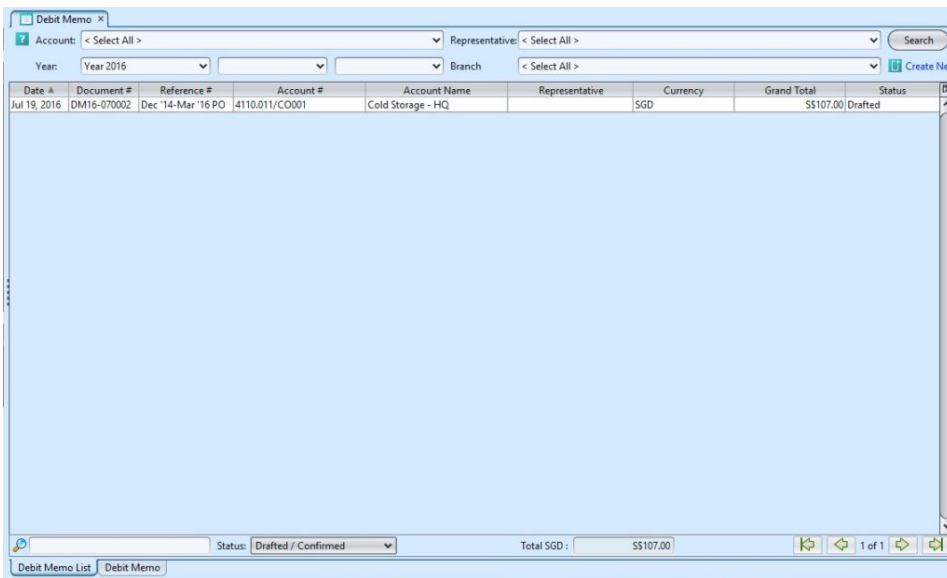 Debit Memo ×
? Account: < Select All > Representative: < Select All > Search
Year: Year 2016 Branch < Select All > Create Ne
Date Document # Reference # Account # Account Name Representative Currency Grand Total Status
Jul 19, 2016 DM16-070002 Dec '14-Mar '16 PO 4110.011/CO001 Cold Storage - HQ SGD S$107.00 Drafted
Status: Drafted / Confirmed Total SGD : S$107.00 1 of 1
Debit Memo List Debit Memo